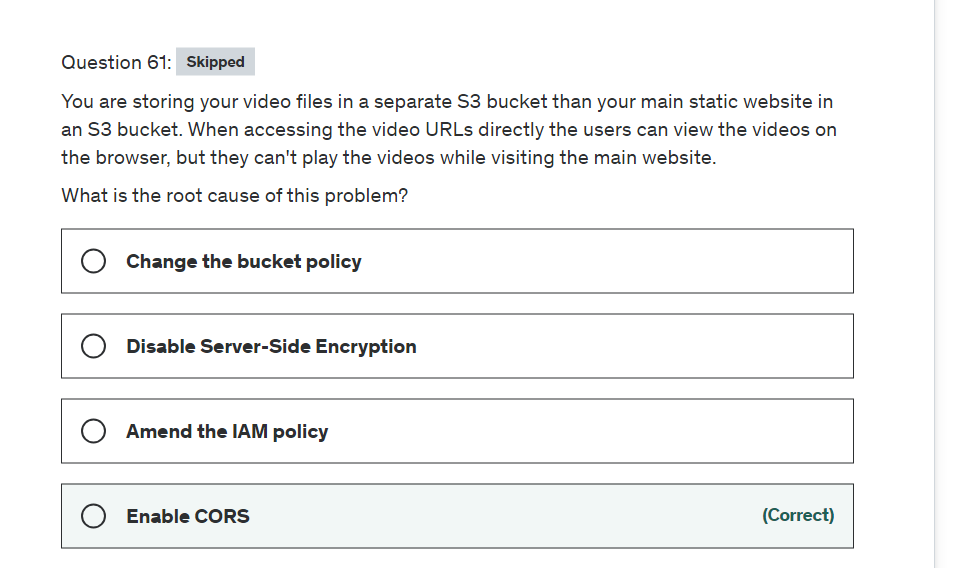 Question 61: Skipped
You are storing your video files in a separate S3 bucket than your main static website in
an S3 bucket. When accessing the video URLs directly the users can view the videos on
the browser, but they can't play the videos while visiting the main website.
What is the root cause of this problem?
Change the bucket policy
Disable Server-Side Encryption
Amend the IAM policy
Enable CORS (Correct)